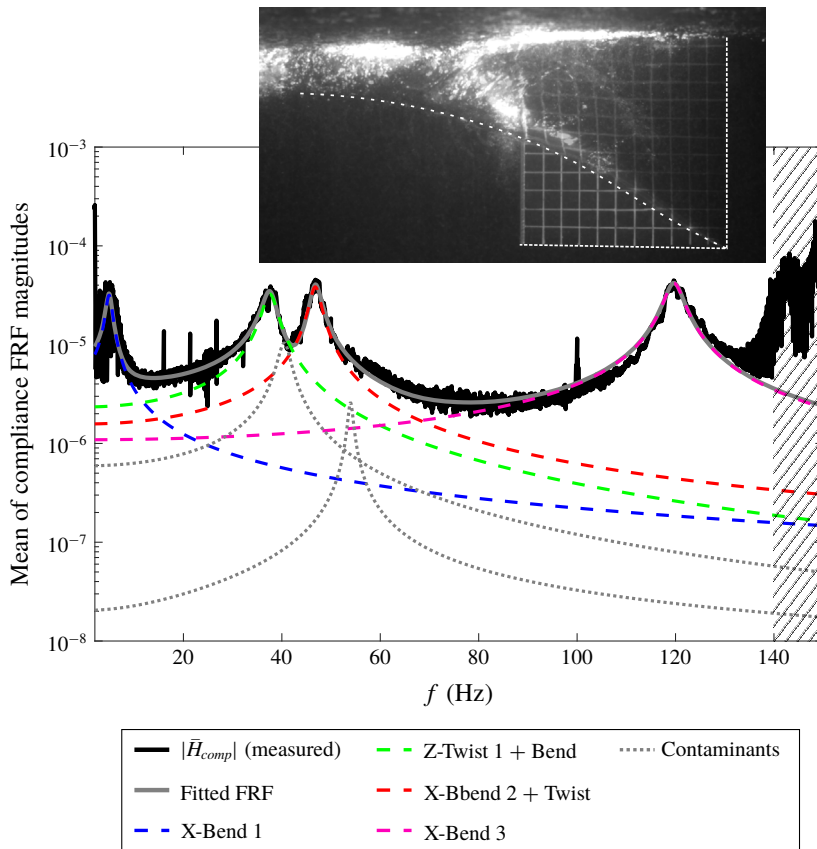 10⁻³
10⁻⁴
10⁻⁵
10⁻⁶
10⁻⁷
10⁻⁸
Mean of compliance FRF magnitudes
20 40 60 80 100 120 140
f (Hz)
|H̄comp| (measured)
Fitted FRF
X-Bend 1
Z-Twist 1 + Bend
X-Bbend 2 + Twist
X-Bend 3
Contaminants